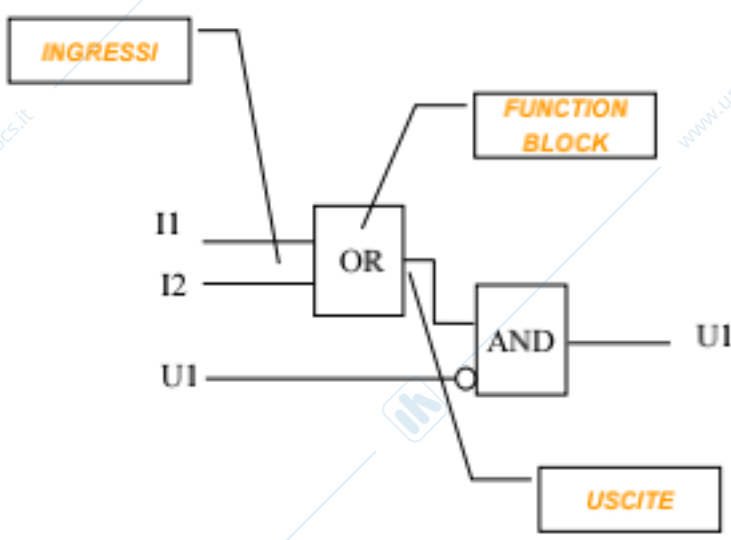 INGRESSI
FUNCTION
BLOCK
I1
OR
I2
AND
U1
U1
USCITE